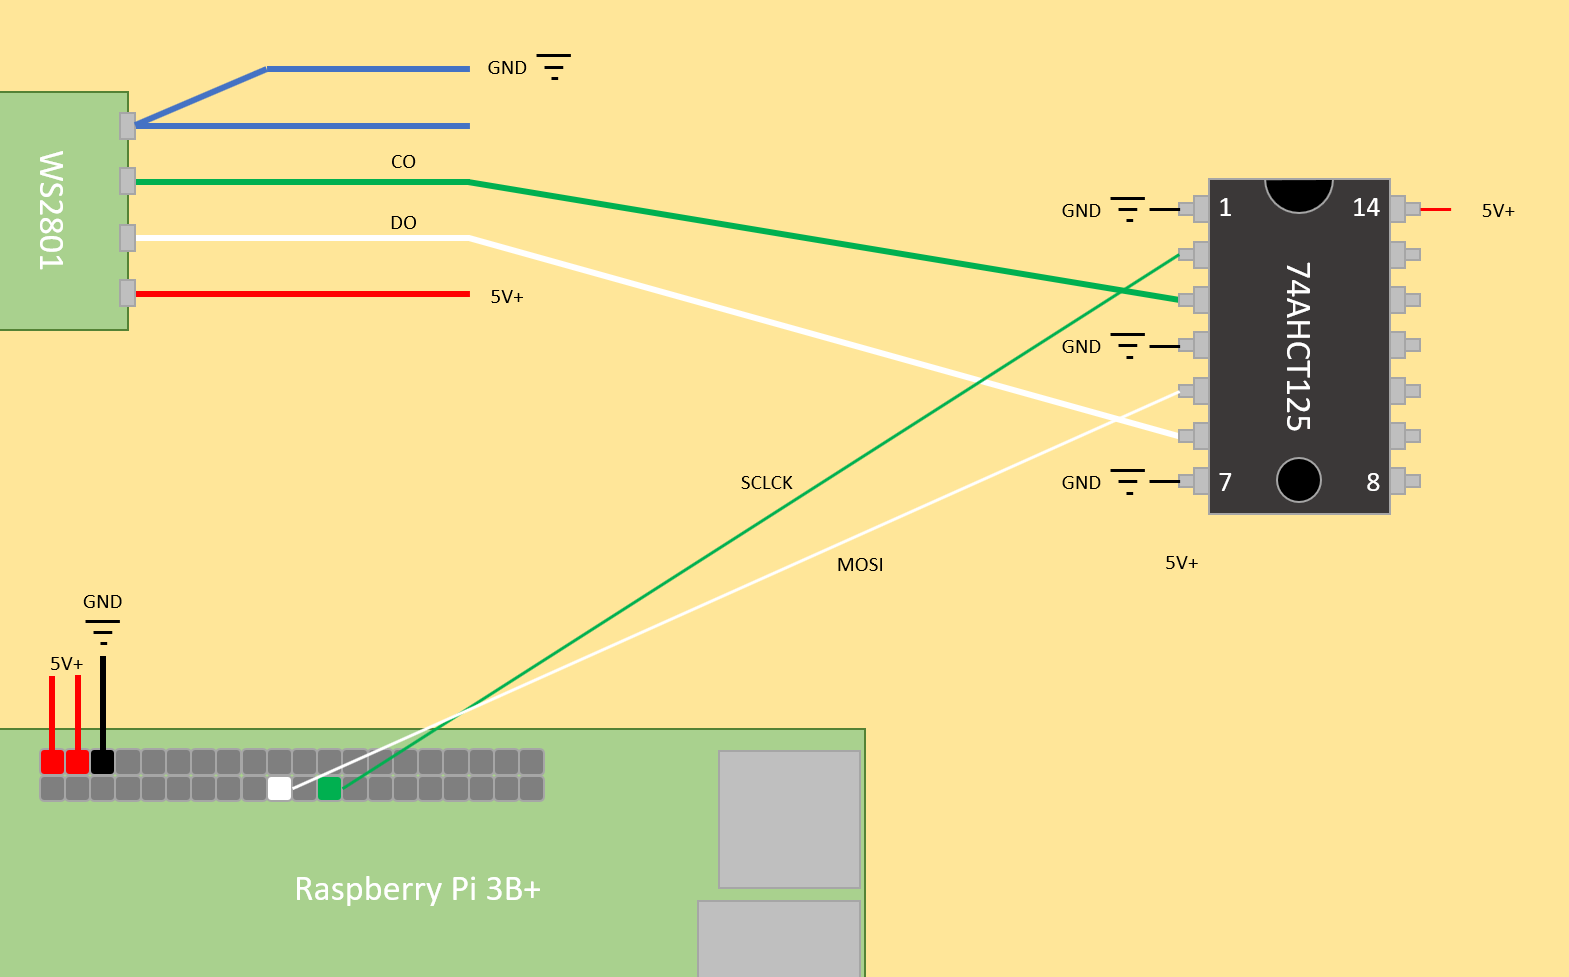 GND
CO
WS2801
DO
5V+
GND
1
14
5V+
74AHCT125
GND
GND
7
8
SCLCK
MOSI
5V+
GND
5V+
Raspberry Pi 3B+